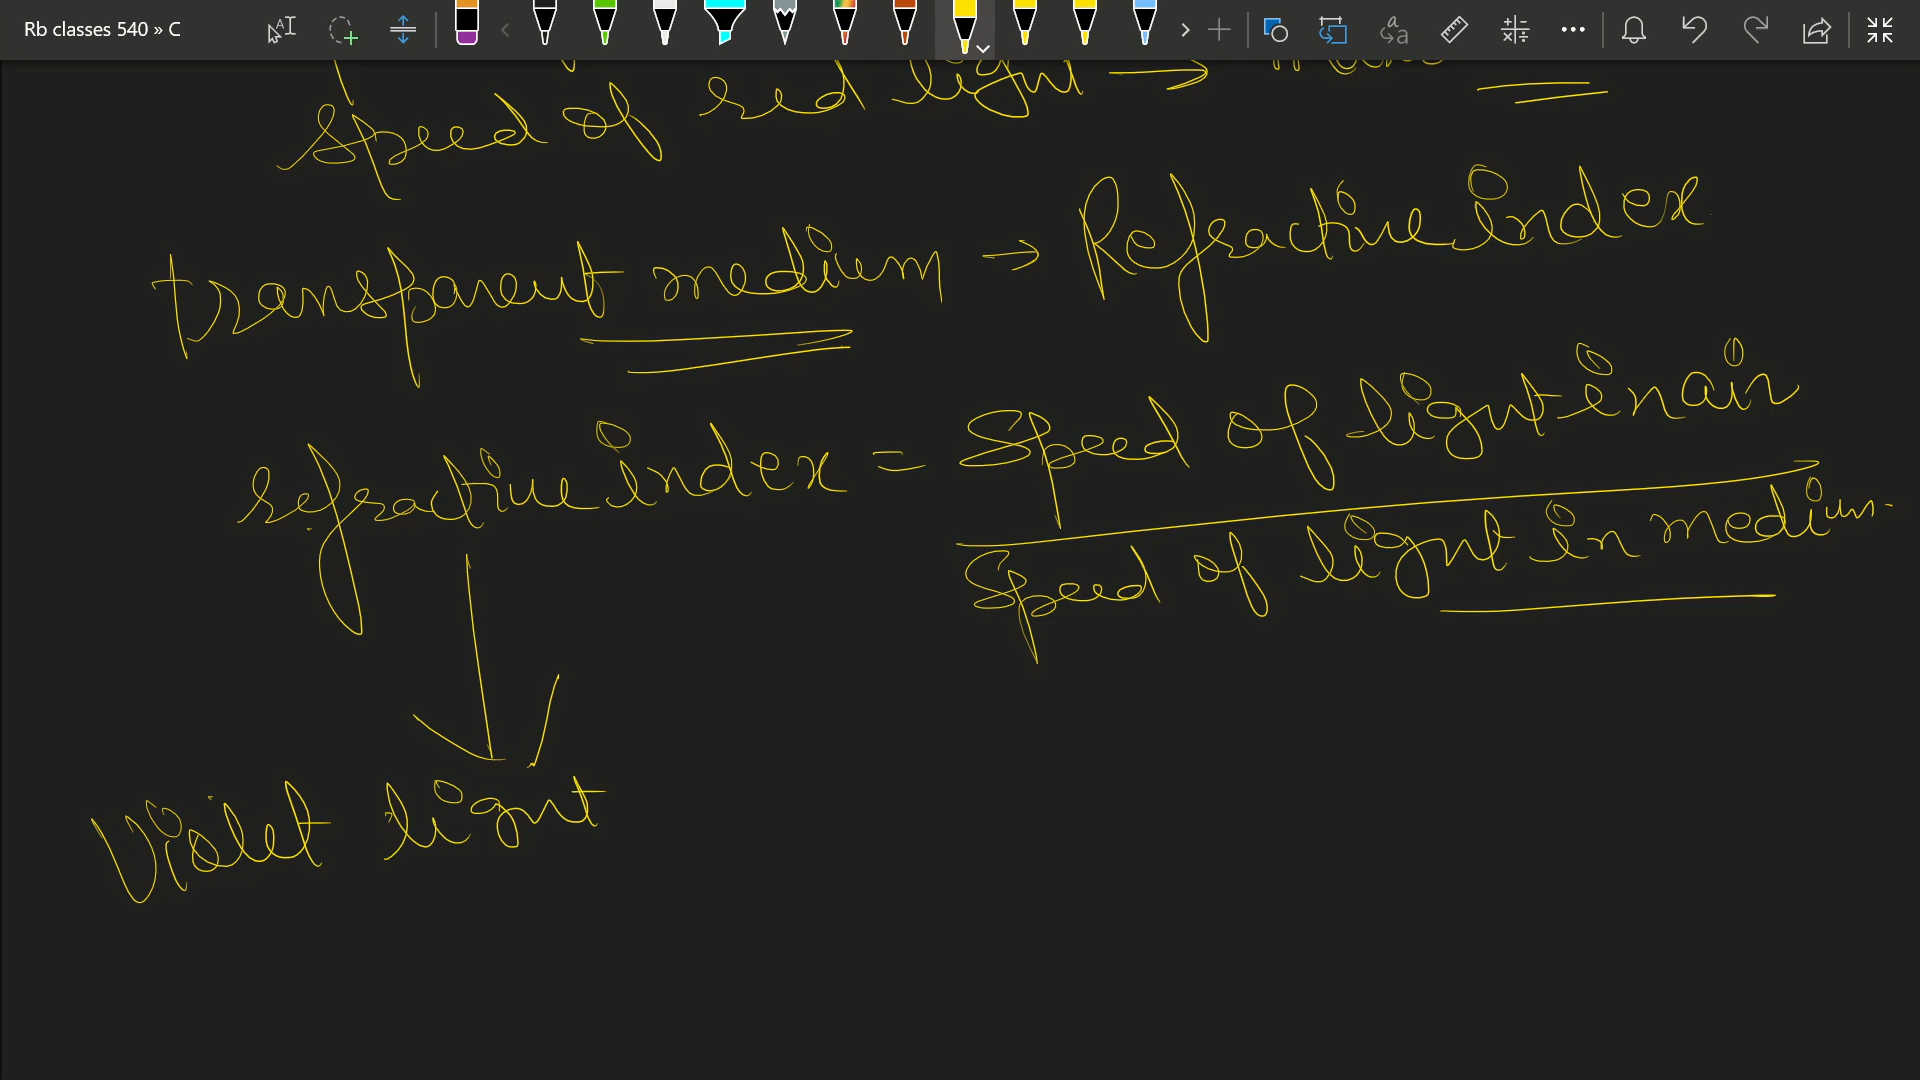 Rb classes 540 » C
Speed of red light →
transparent medium → Refractive index
refractive index = Speed of light in air
Speed of light in medium
Violet light